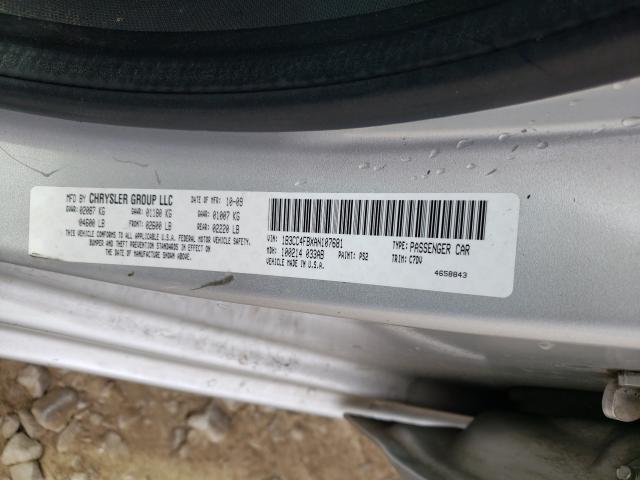 MFD BY CHRYSLER GROUP LLC DATE OF MFR: 10-09
GVWR: 02087 KG GAWR: 01180 KG GAWR: 01007 KG
04600 LB FRONT: 02600 LB REAR: 02220 LB
THIS VEHICLE CONFORMS TO ALL APPLICABLE U.S.A. FEDERAL MOTOR VEHICLE SAFETY,
BUMPER AND THEFT PREVENTION STANDARDS IN EFFECT ON
THE DATE OF MANUFACTURE SHOWN ABOVE.
VIN: 1B3CC4FBXAN107681 TYPE: PASSENGER CAR
MDH: 100214 033AB PAINT: PS2 TRIM: C7DV
VEHICLE MADE IN U.S.A.
4658843